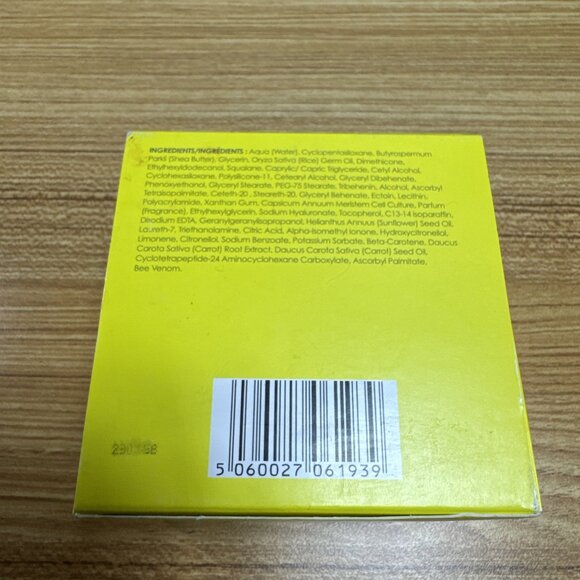 INGREDIENTS/INGRÉDIENTS : Aqua (Water), Cyclopentasiloxane, Butyrospermum
Parkii (Shea Butter), Glycerin, Oryza Sativa (Rice) Germ Oil, Dimethicone,
Ethylhexyldodecanol, Squalane, Caprylic/ Capric Triglyceride, Cetyl Alcohol,
Cyclohexasiloxane, Polysilicone-11, Cetearyl Alcohol, Glyceryl Dibehenate,
Phenoxyethanol, Glyceryl Stearate, PEG-75 Stearate, Tribehenin, Alcohol, Ascorbyl
Tetraisopalmitate, Ceteth-20 , Steareth-20, Glyceryl Behenate, Ectoin, Lecithin,
Polyacrylamide, Xanthan Gum, Capsicum Annuum Meristem Cell Culture, Parfum
(Fragrance), Ethylhexylglycerin, Sodium Hyaluronate, Tocopherol, C13-14 Isoparaffin,
Disodium EDTA, Geranylgeranylisopropanol, Helianthus Annuus (Sunflower) Seed Oil,
Laureth-7, Triethanolamine, Citric Acid, Alpha-Isomethyl Ionone, Hydroxycitronellol,
Limonene, Citronellol, Sodium Benzoate, Potassium Sorbate, Beta-Carotene, Daucus
Carota Sativa (Carrot) Root Extract, Daucus Carota Sativa (Carrot) Seed Oil,
Cyclotetrapeptide-24 Aminocyclohexane Carboxylate, Ascorbyl Palmitate,
Bee Venom.
5 060027 061939